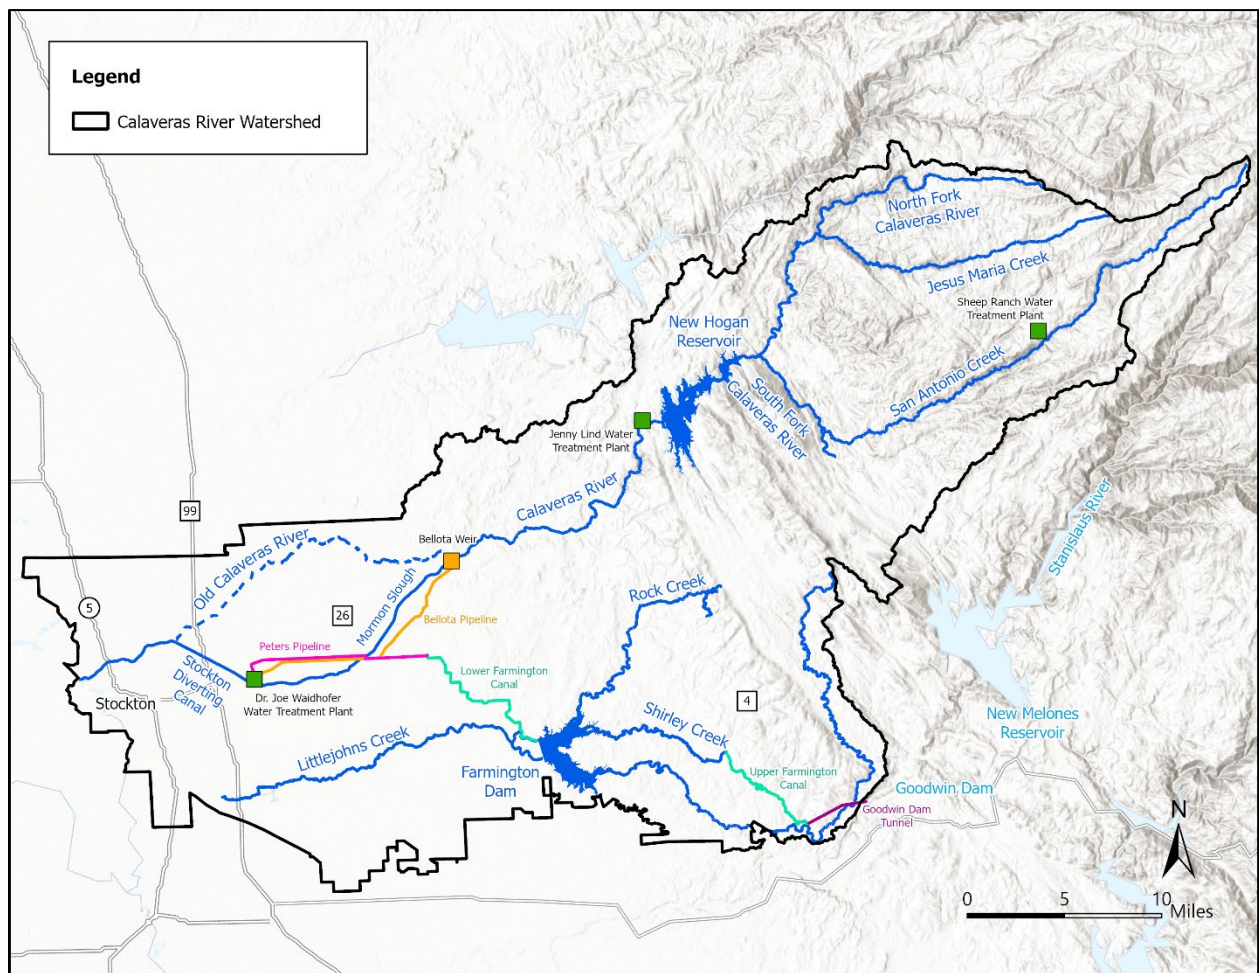 Legend
Calaveras River Watershed
North Fork
Calaveras River
Jesus Maria Creek
Sheep Ranch Water
Treatment Plant
New Hogan
Reservoir
San Antonio Creek
South Fork
Calaveras River
Jenny Lind Water
Treatment Plant
Calaveras River
99
Bellota Weir
Old Calaveras River
Stanislaus River
Rock Creek
5
26
Mormon Slough
Bellota Pipeline
Peters Pipeline
Lower Farmington
Canal
Stockton
Diverting
Canal
Stockton
Dr. Joe Waidhofer
Water Treatment Plant
4
Shirley Creek
New Melones
Reservoir
Littlejohns Creek
Farmington
Dam
Upper Farmington
Canal
Goodwin Dam
Goodwin Dam
Tunnel
N
0 5 10
Miles